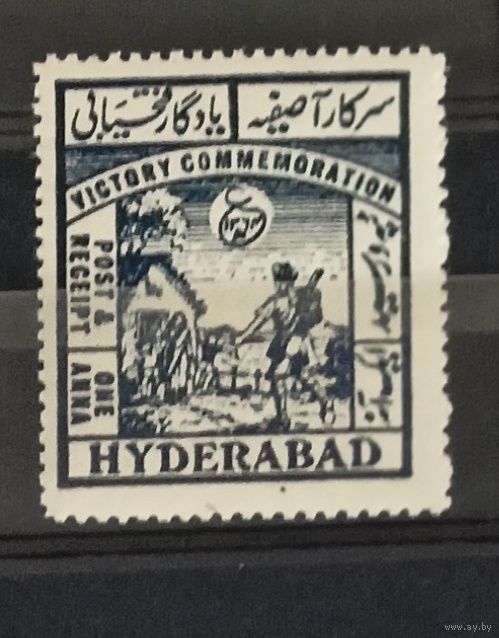 سرکار آصفیہ
یادگار فتحیابی
VICTORY COMMEMORATION
POST &
RECEIPT
ONE
ANNA
HYDERABAD
www.ay.by